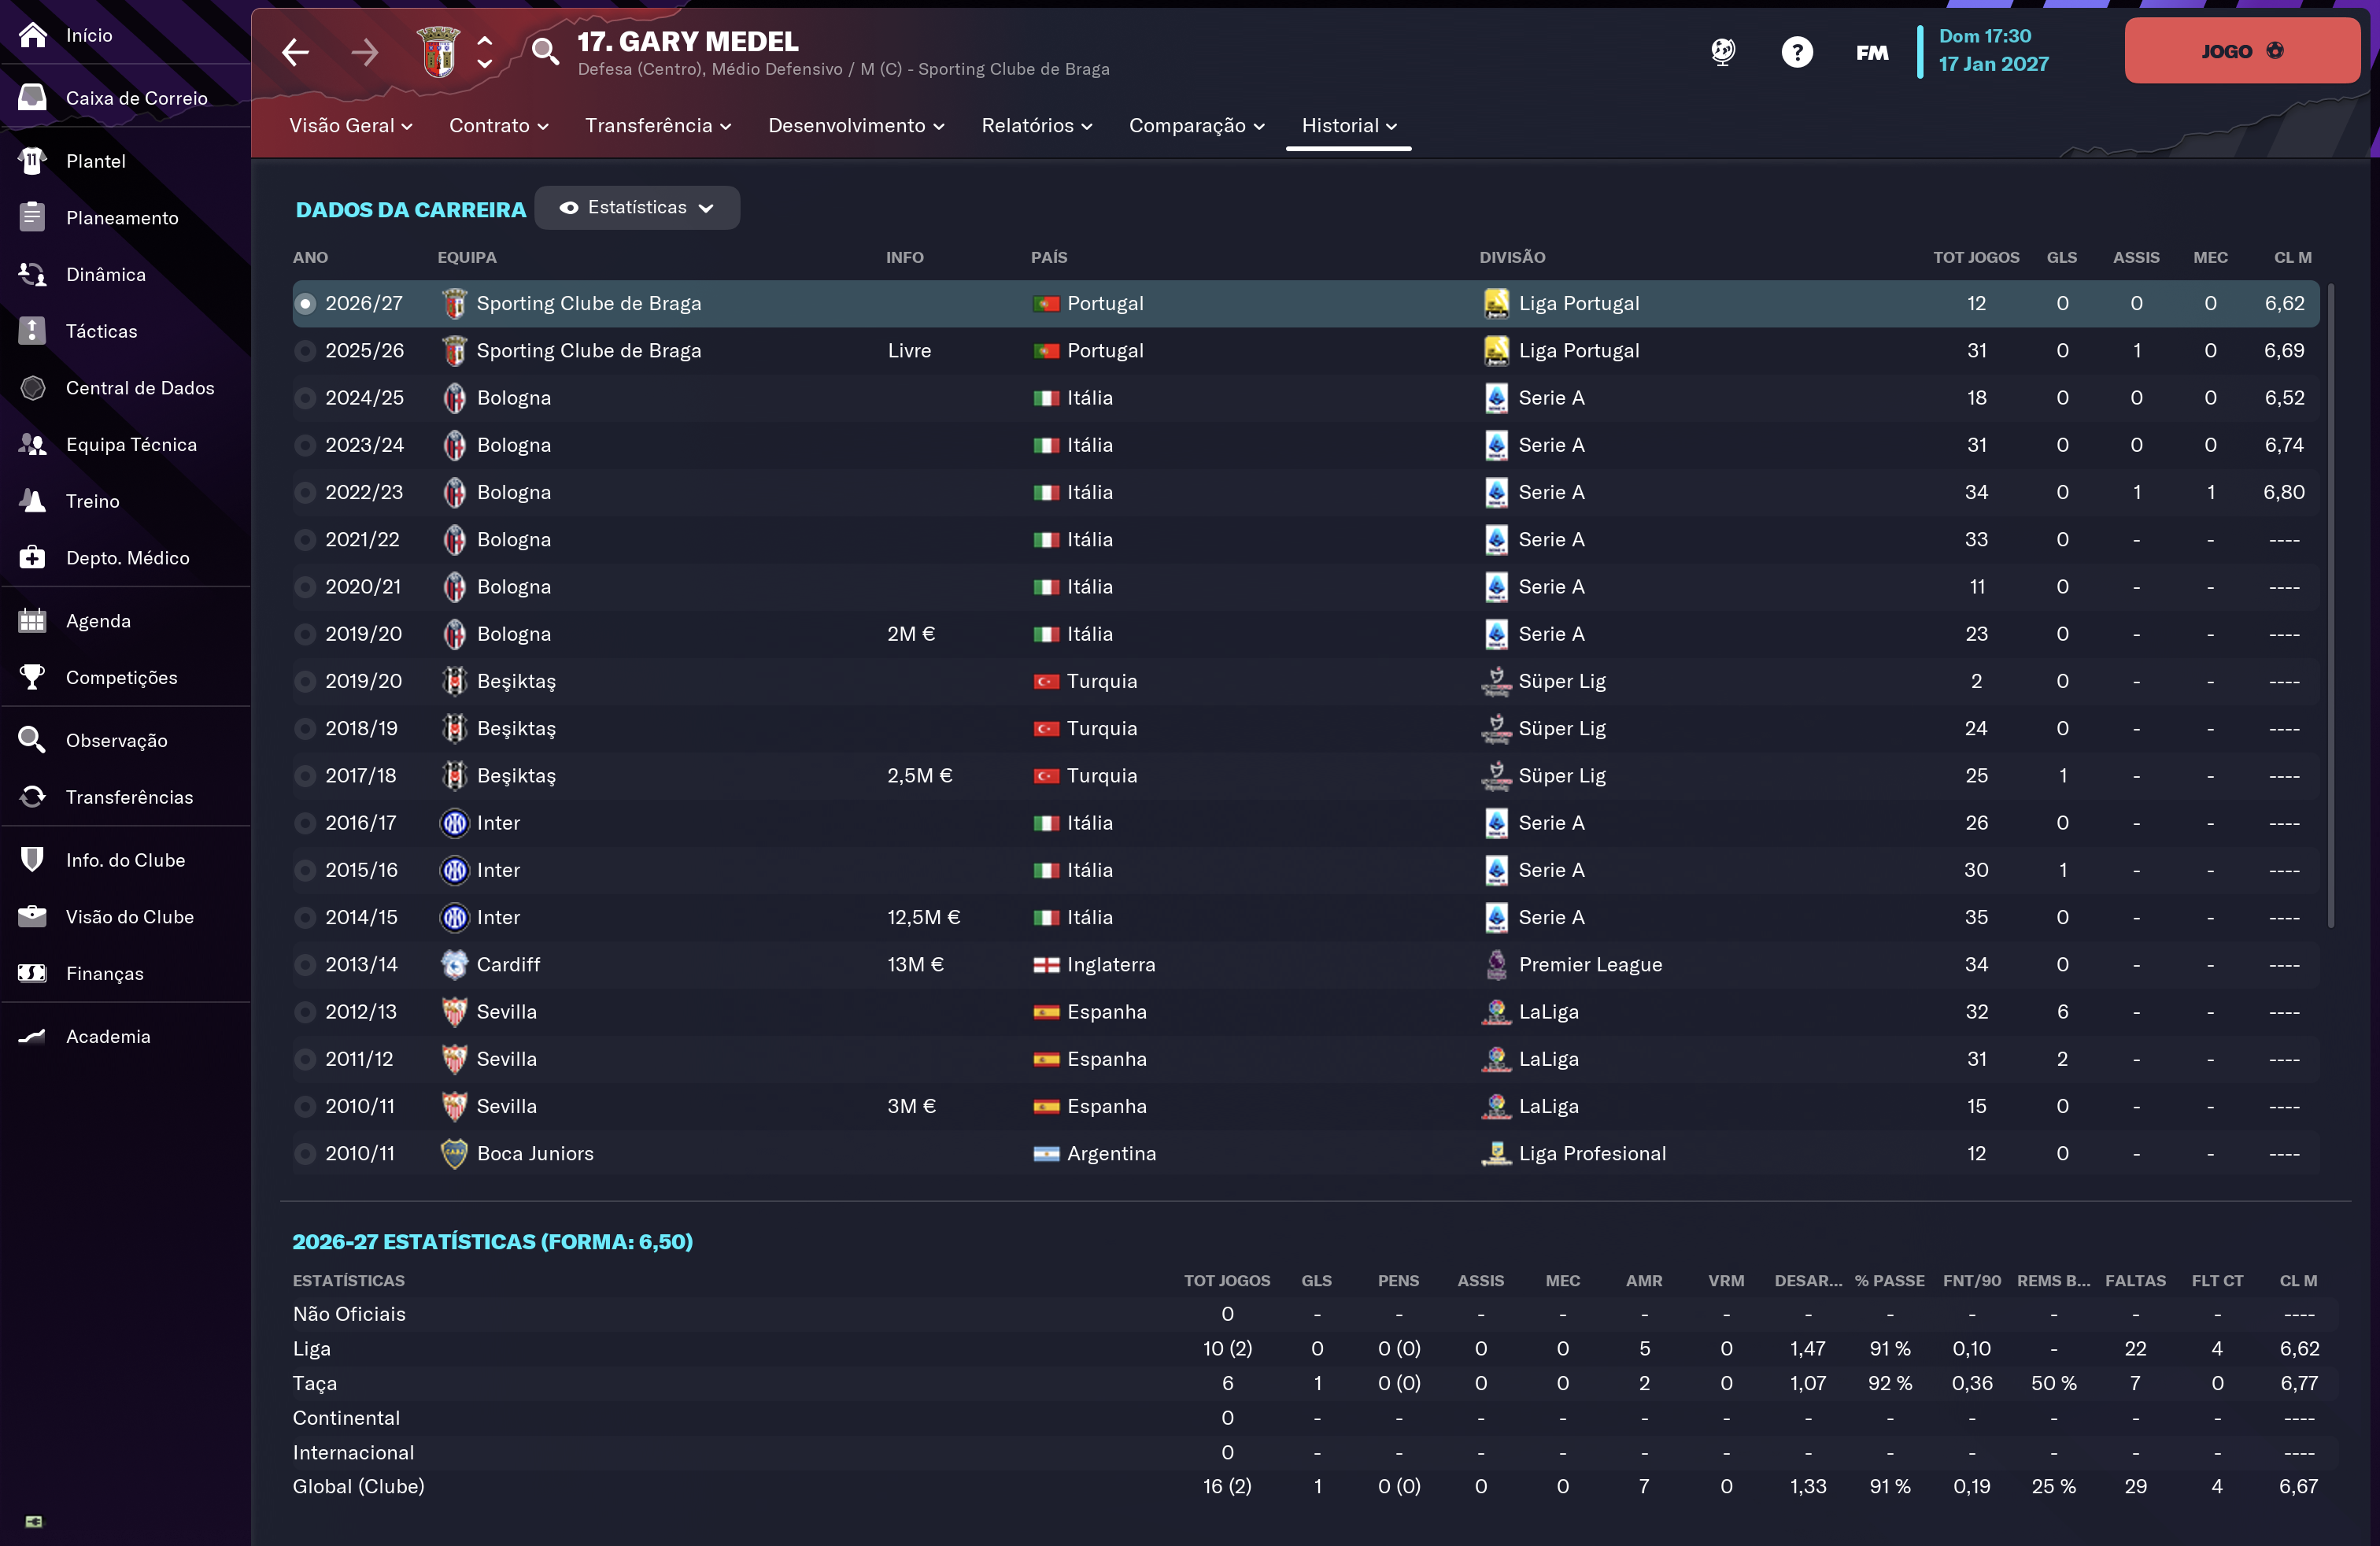 Início
Caixa de Correio
Plantel
Planeamento
Dinâmica
Tácticas
Central de Dados
Equipa Técnica
Treino
Depto. Médico
Agenda
Competições
Observação
Transferências
Info. do Clube
Visão do Clube
Finanças
Academia
17. GARY MEDEL
Defesa (Centro), Médio Defensivo / M (C) - Sporting Clube de Braga
FM
Dom 17:30
17 Jan 2027
JOGO
Visão Geral Contrato Transferência Desenvolvimento Relatórios Comparação Historial
DADOS DA CARREIRA Estatísticas
ANO EQUIPA INFO PAÍS DIVISÃO TOT JOGOS GLS ASSIS MEC CL M
2026/27 Sporting Clube de Braga Portugal Liga Portugal 12 0 0 0 6,62
2025/26 Sporting Clube de Braga Livre Portugal Liga Portugal 31 0 1 0 6,69
2024/25 Bologna Itália Serie A 18 0 0 0 6,52
2023/24 Bologna Itália Serie A 31 0 0 0 6,74
2022/23 Bologna Itália Serie A 34 0 1 1 6,80
2021/22 Bologna Itália Serie A 33 0 - - ----
2020/21 Bologna Itália Serie A 11 0 - - ----
2019/20 Bologna 2M € Itália Serie A 23 0 - - ----
2019/20 Beşiktaş Turquia Süper Lig 2 0 - - ----
2018/19 Beşiktaş Turquia Süper Lig 24 0 - - ----
2017/18 Beşiktaş 2,5M € Turquia Süper Lig 25 1 - - ----
2016/17 Inter Itália Serie A 26 0 - - ----
2015/16 Inter Itália Serie A 30 1 - - ----
2014/15 Inter 12,5M € Itália Serie A 35 0 - - ----
2013/14 Cardiff 13M € Inglaterra Premier League 34 0 - - ----
2012/13 Sevilla Espanha LaLiga 32 6 - - ----
2011/12 Sevilla Espanha LaLiga 31 2 - - ----
2010/11 Sevilla 3M € Espanha LaLiga 15 0 - - ----
2010/11 Boca Juniors Argentina Liga Profesional 12 0 - - ----
2026-27 ESTATÍSTICAS (FORMA: 6,50)
ESTATÍSTICAS TOT JOGOS GLS PENS ASSIS MEC AMR VRM DESAR... % PASSE FNT/90 REMS B... FALTAS FLT CT CL M
Não Oficiais 0 - - - - - - - - - - - - ----
Liga 10 (2) 0 0 (0) 0 0 5 0 1,47 91 % 0,10 - 22 4 6,62
Taça 6 1 0 (0) 0 0 2 0 1,07 92 % 0,36 50 % 7 0 6,77
Continental 0 - - - - - - - - - - - - ----
Internacional 0 - - - - - - - - - - - - ----
Global (Clube) 16 (2) 1 0 (0) 0 0 7 0 1,33 91 % 0,19 25 % 29 4 6,67